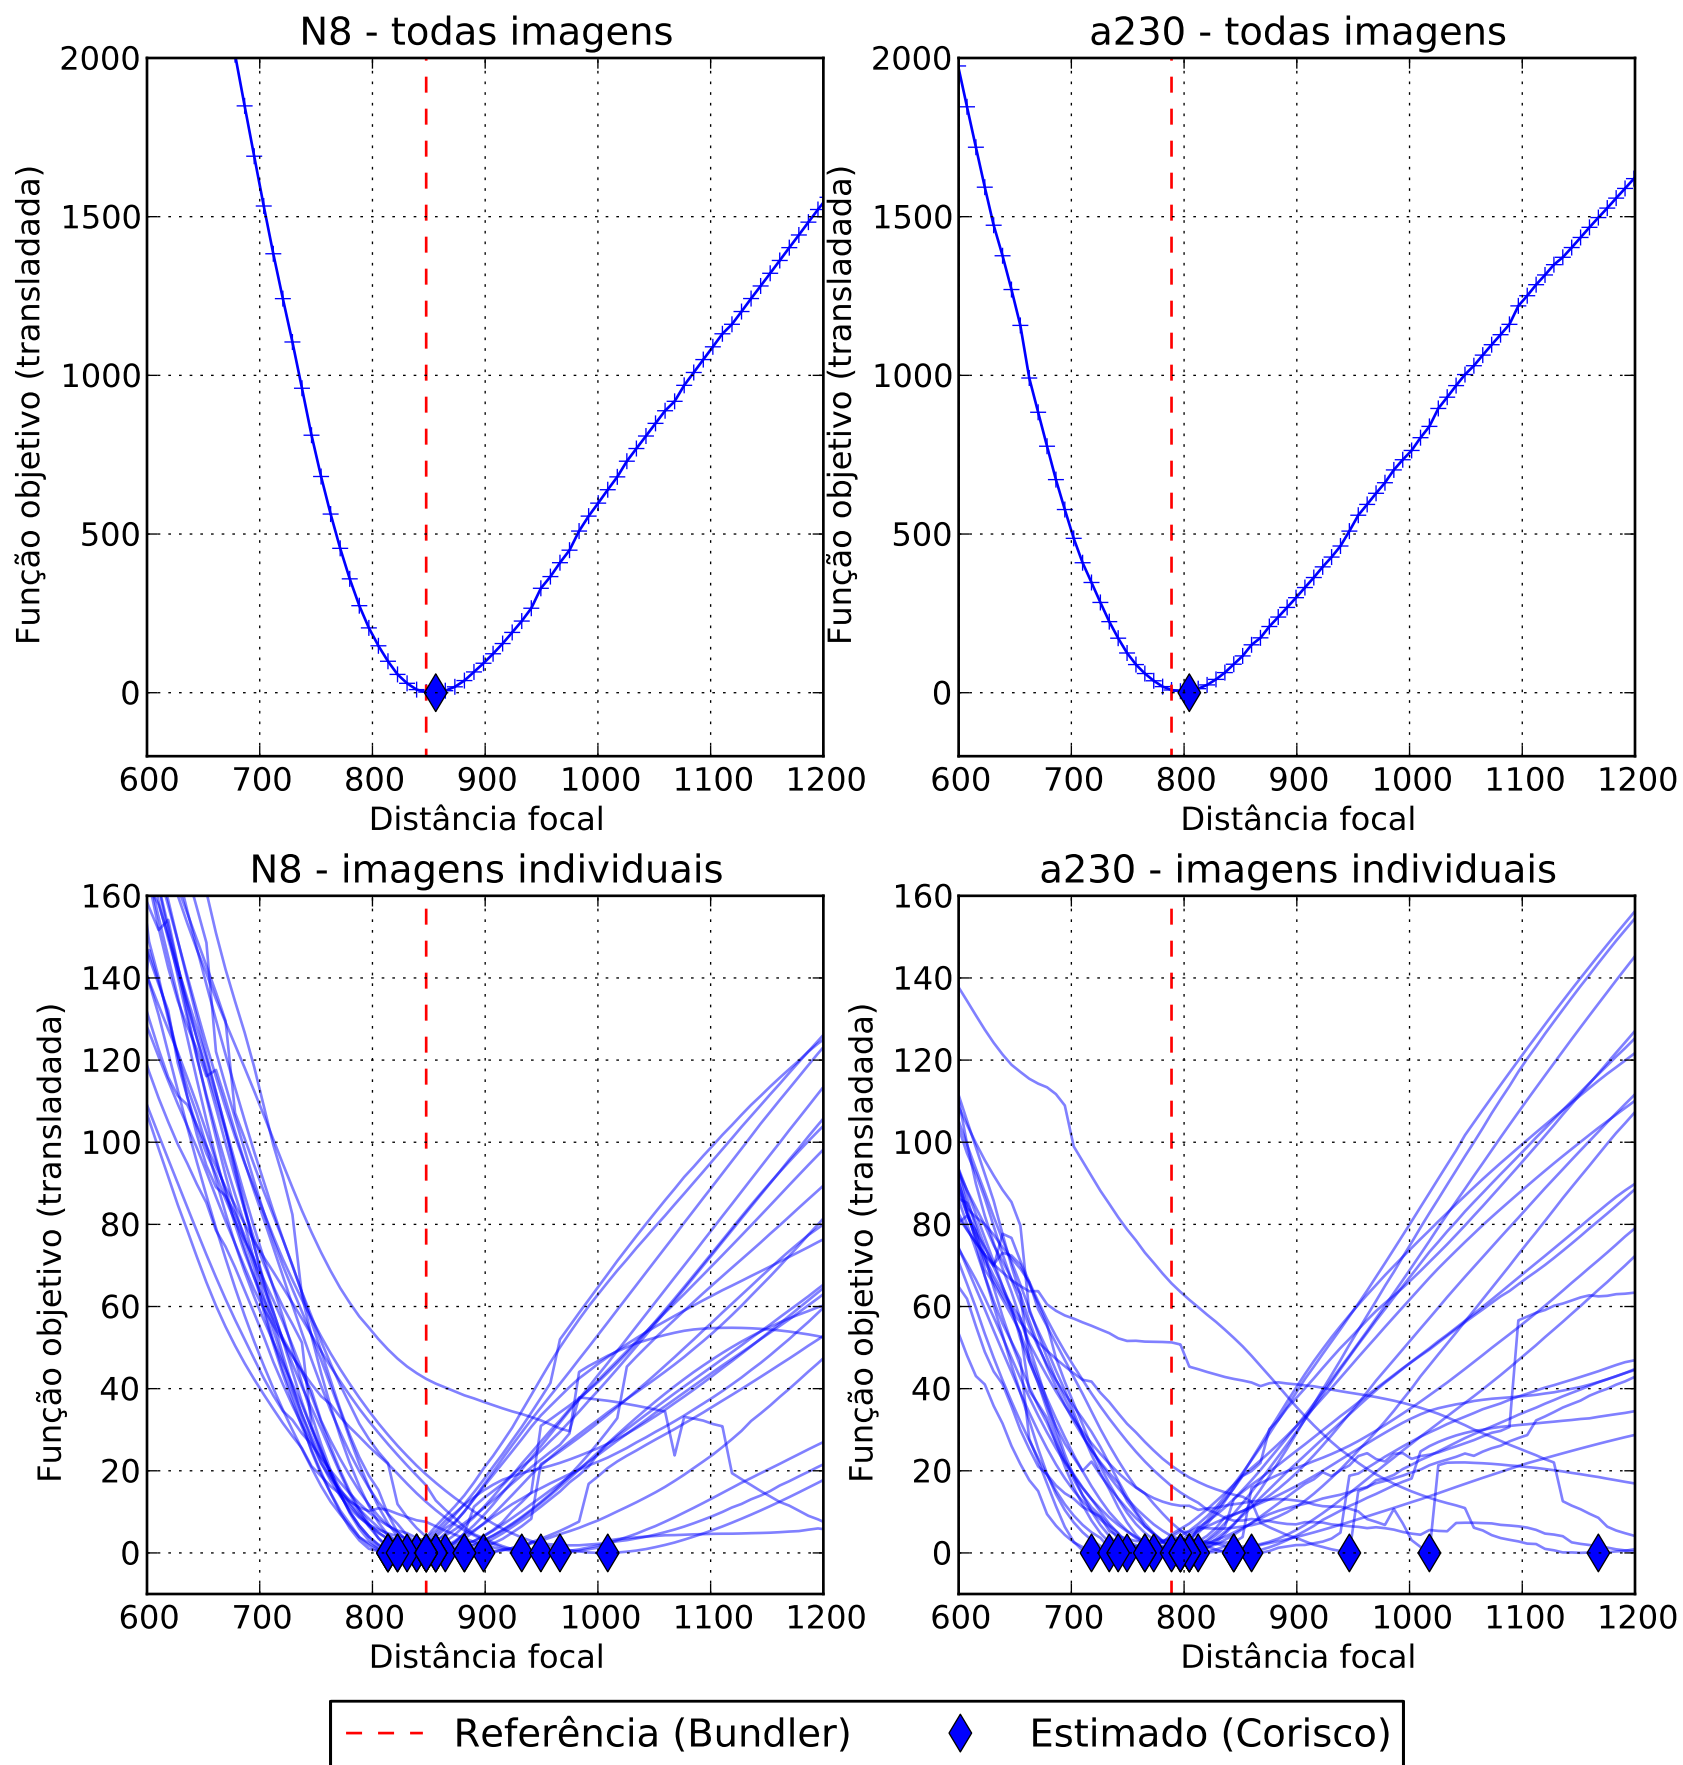 N8 - todas imagens
a230 - todas imagens
2000
1500
1000
500
0
Função objetivo (transladada)
600 700 800 900 1000 1100 1200
Distância focal
2000
1500
1000
500
0
Função objetivo (transladada)
600 700 800 900 1000 1100 1200
Distância focal
N8 - imagens individuais
a230 - imagens individuais
160
140
120
100
80
60
40
20
0
Função objetivo (transladada)
600 700 800 900 1000 1100 1200
Distância focal
160
140
120
100
80
60
40
20
0
Função objetivo (transladada)
600 700 800 900 1000 1100 1200
Distância focal
Referência (Bundler)
Estimado (Corisco)